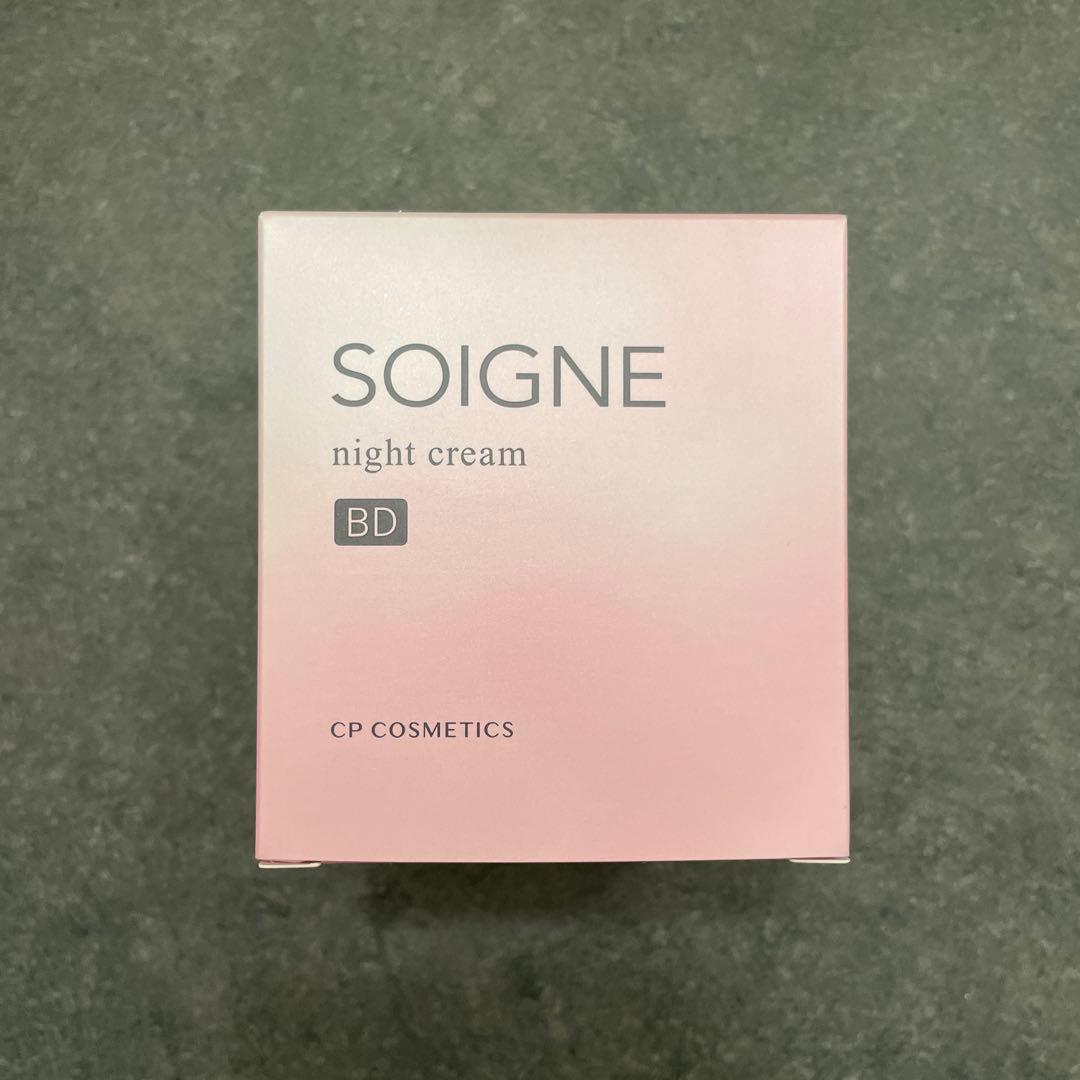 SOIGNE
night cream
BD
CP COSMETICS